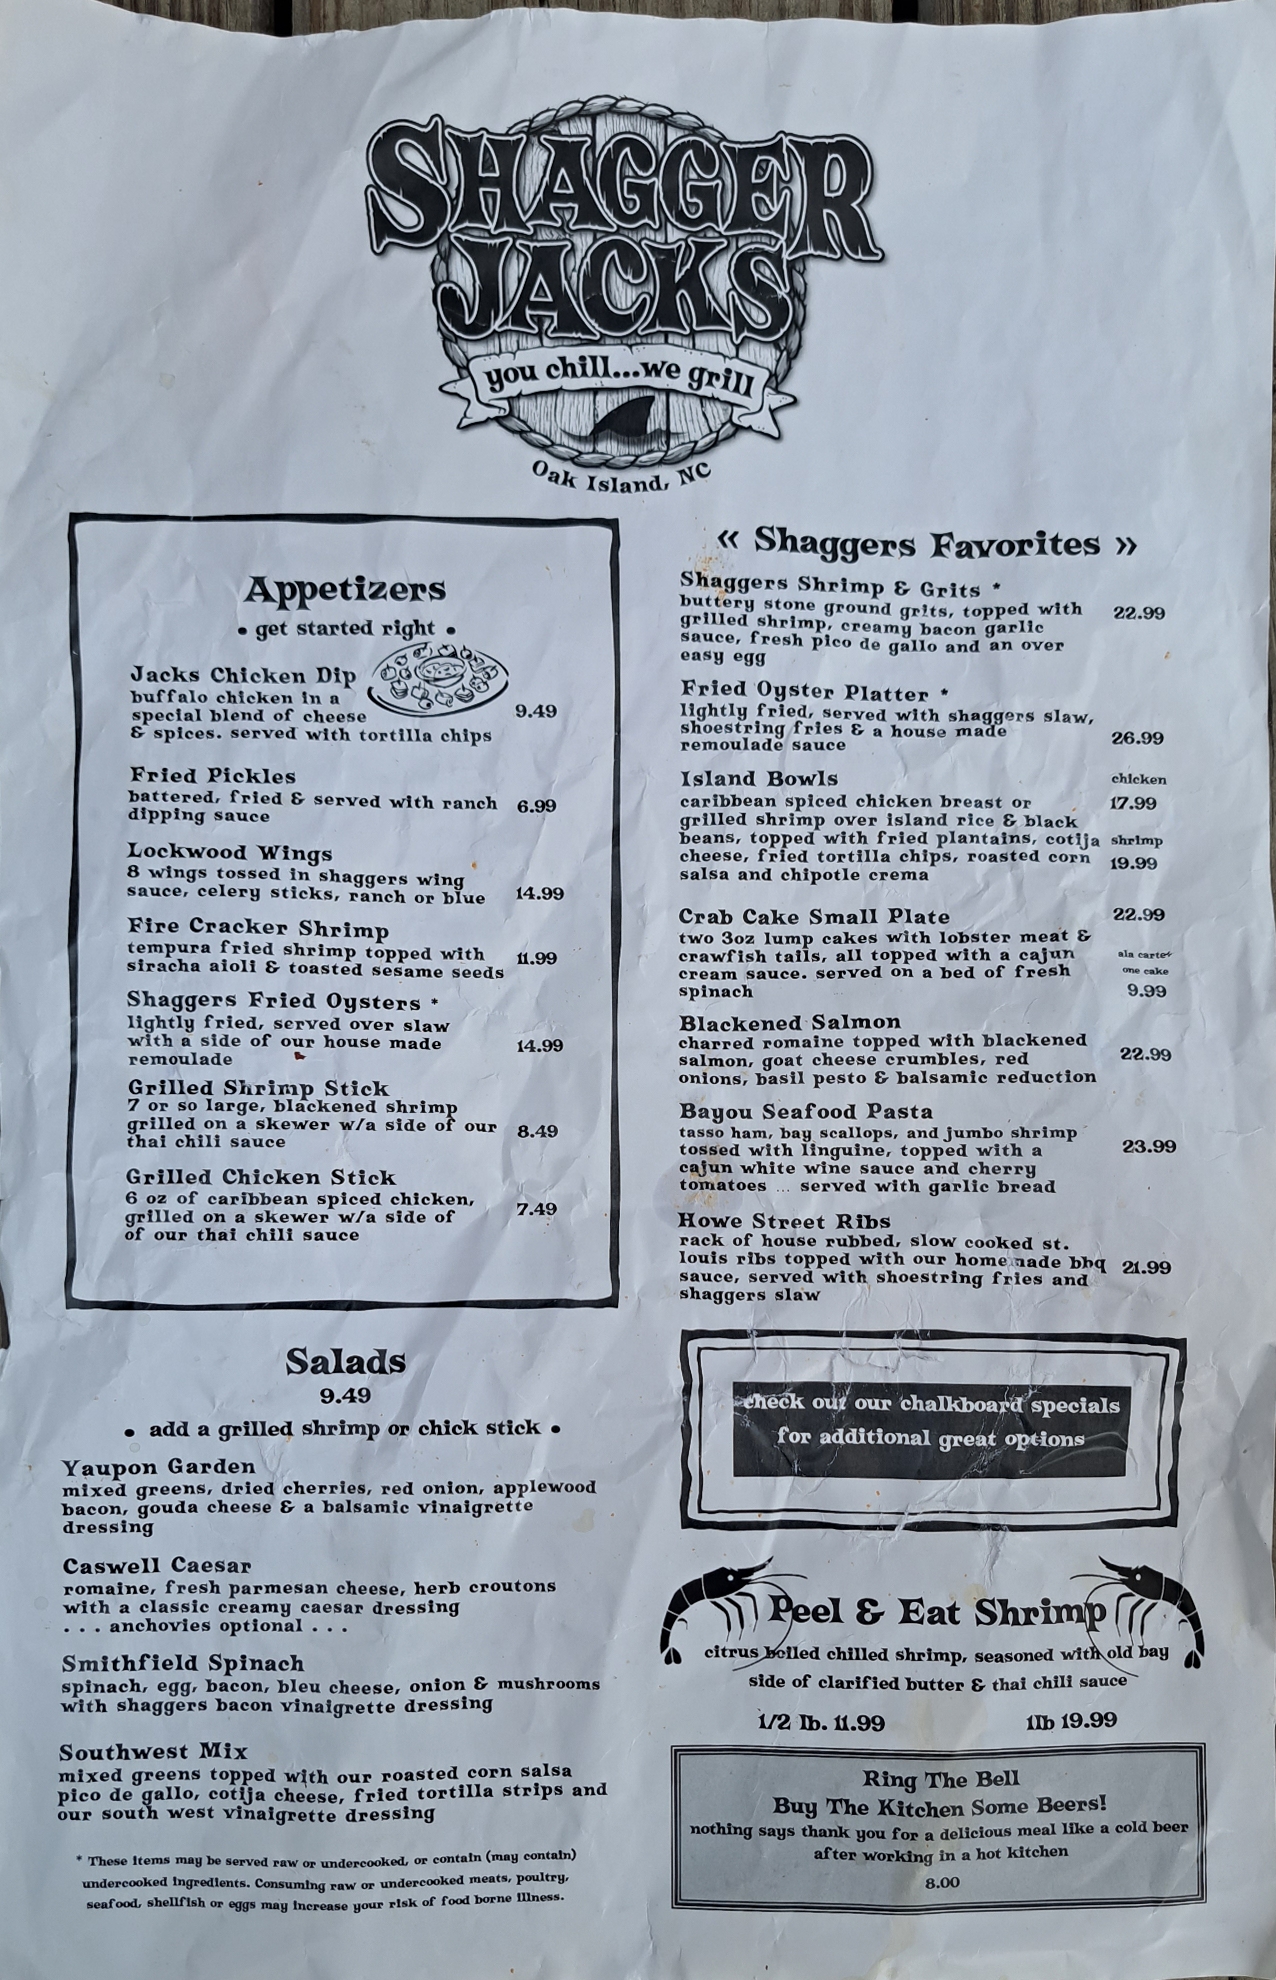 SHAGGER
JACKS
you chill...we grill
Oak Island, NC
Appetizers
• get started right •
Jacks Chicken Dip
buffalo chicken in a
special blend of cheese
& spices. served with tortilla chips
9.49
Fried Pickles
battered, fried & served with ranch
dipping sauce
6.99
Lockwood Wings
8 wings tossed in shaggers wing
sauce, celery sticks, ranch or blue
14.99
Fire Cracker Shrimp
tempura fried shrimp topped with
siracha aioli & toasted sesame seeds
11.99
Shaggers Fried Oysters *
lightly fried, served over slaw
with a side of our house made
remoulade
14.99
Grilled Shrimp Stick
7 or so large, blackened shrimp
grilled on a skewer w/a side of our
thai chili sauce
8.49
Grilled Chicken Stick
6 oz of caribbean spiced chicken,
grilled on a skewer w/a side of
of our thai chili sauce
7.49
Salads
9.49
• add a grilled shrimp or chick stick •
Yaupon Garden
mixed greens, dried cherries, red onion, applewood
bacon, gouda cheese & a balsamic vinaigrette
dressing
Caswell Caesar
romaine, fresh parmesan cheese, herb croutons
with a classic creamy caesar dressing
. . . anchovies optional . . .
Smithfield Spinach
spinach, egg, bacon, bleu cheese, onion & mushrooms
with shaggers bacon vinaigrette dressing
Southwest Mix
mixed greens topped with our roasted corn salsa
pico de gallo, cotija cheese, fried tortilla strips and
our south west vinaigrette dressing
* These items may be served raw or undercooked, or contain (may contain)
undercooked ingredients. Consuming raw or undercooked meats, poultry,
seafood, shellfish or eggs may increase your risk of food borne illness.
« Shaggers Favorites »
Shaggers Shrimp & Grits *
buttery stone ground grits, topped with
grilled shrimp, creamy bacon garlic
sauce, fresh pico de gallo and an over
easy egg
22.99
Fried Oyster Platter *
lightly fried, served with shaggers slaw,
shoestring fries & a house made
remoulade sauce
26.99
Island Bowls
caribbean spiced chicken breast or
grilled shrimp over island rice & black
beans, topped with fried plantains, cotija
cheese, fried tortilla chips, roasted corn
salsa and chipotle crema
chicken
17.99
shrimp
19.99
Crab Cake Small Plate
two 3oz lump cakes with lobster meat &
crawfish tails, all topped with a cajun
cream sauce. served on a bed of fresh
spinach
22.99
ala carte
one cake
9.99
Blackened Salmon
charred romaine topped with blackened
salmon, goat cheese crumbles, red
onions, basil pesto & balsamic reduction
22.99
Bayou Seafood Pasta
tasso ham, bay scallops, and jumbo shrimp
tossed with linguine, topped with a
cajun white wine sauce and cherry
tomatoes ... served with garlic bread
23.99
Howe Street Ribs
rack of house rubbed, slow cooked st.
louis ribs topped with our homemade bbq
sauce, served with shoestring fries and
shaggers slaw
21.99
check out our chalkboard specials
for additional great options
Peel & Eat Shrimp
citrus boiled chilled shrimp, seasoned with old bay
side of clarified butter & thai chili sauce
1/2 lb. 11.99 1lb 19.99
Ring The Bell
Buy The Kitchen Some Beers!
nothing says thank you for a delicious meal like a cold beer
after working in a hot kitchen
8.00